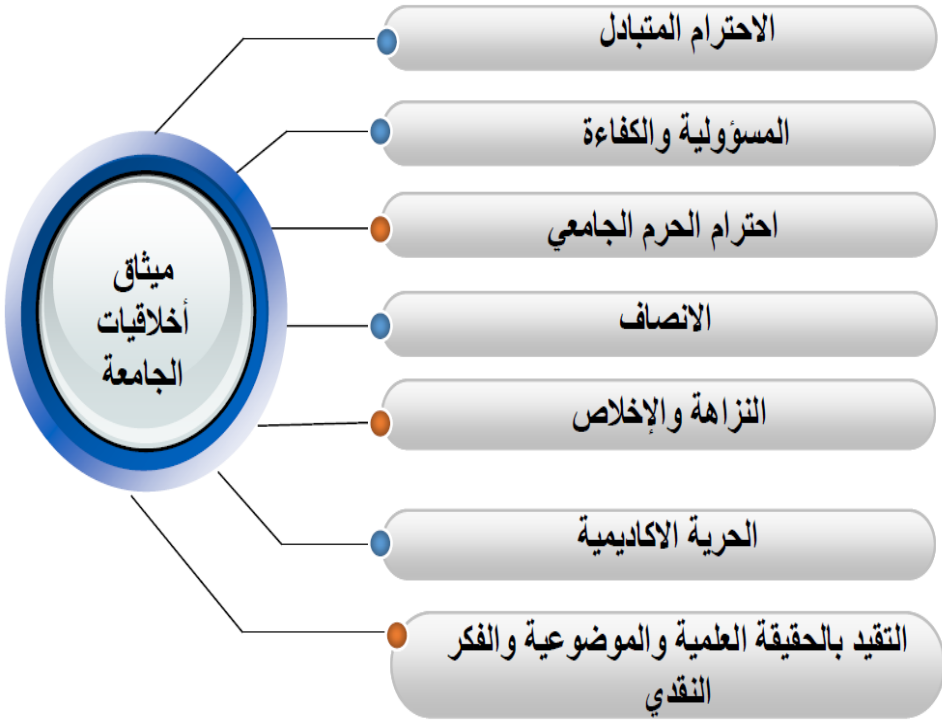 الاحترام المتبادل
المسؤولية والكفاءة
احترام الحرم الجامعي
الانصاف
النزاهة والإخلاص
الحرية الاكاديمية
التقيد بالحقيقة العلمية والموضوعية والفكر
النقدي
ميثاق
أخلاقيات
الجامعة